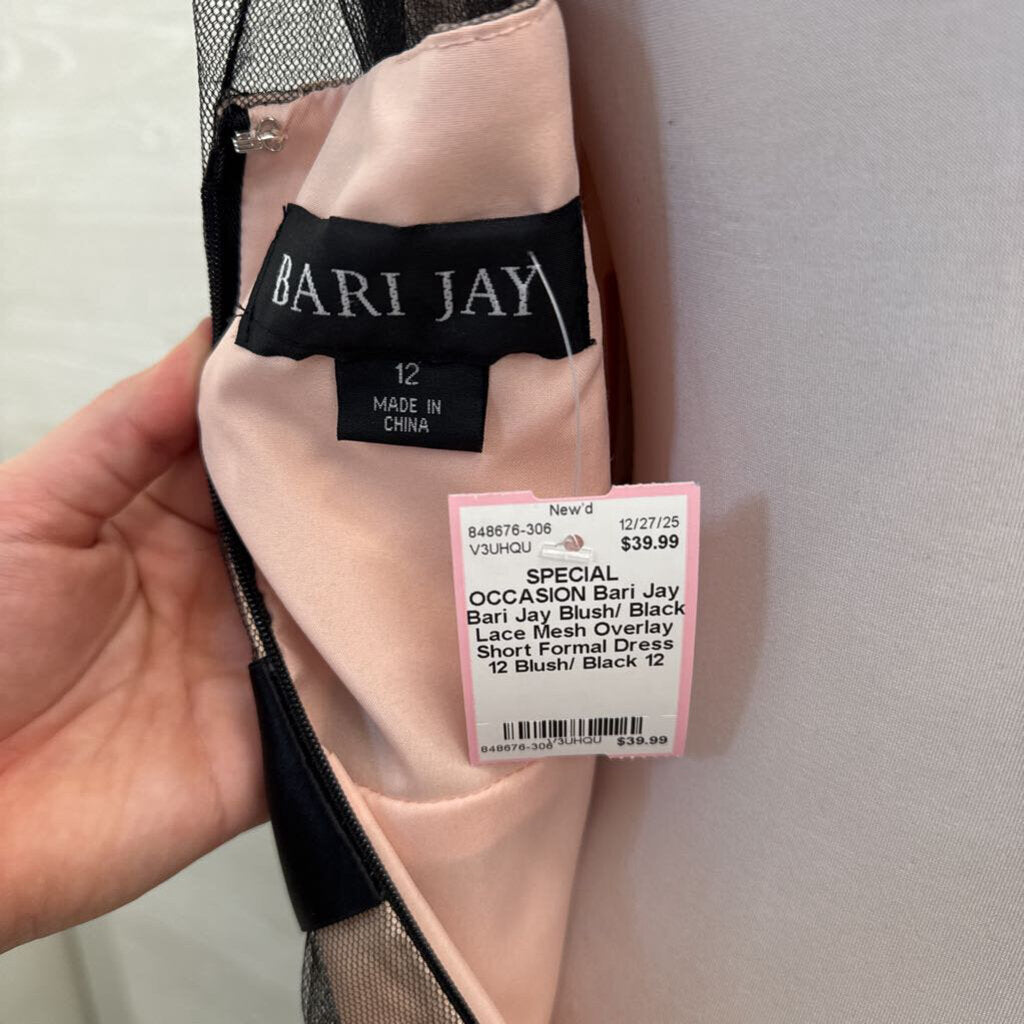 BARI JAY
12
MADE IN
CHINA
New'd
848676-306 12/27/25
V3UHQU $39.99
SPECIAL
OCCASION Bari Jay
Bari Jay Blush/ Black
Lace Mesh Overlay
Short Formal Dress
12 Blush/ Black 12
848676-306 V3UHQU $39.99